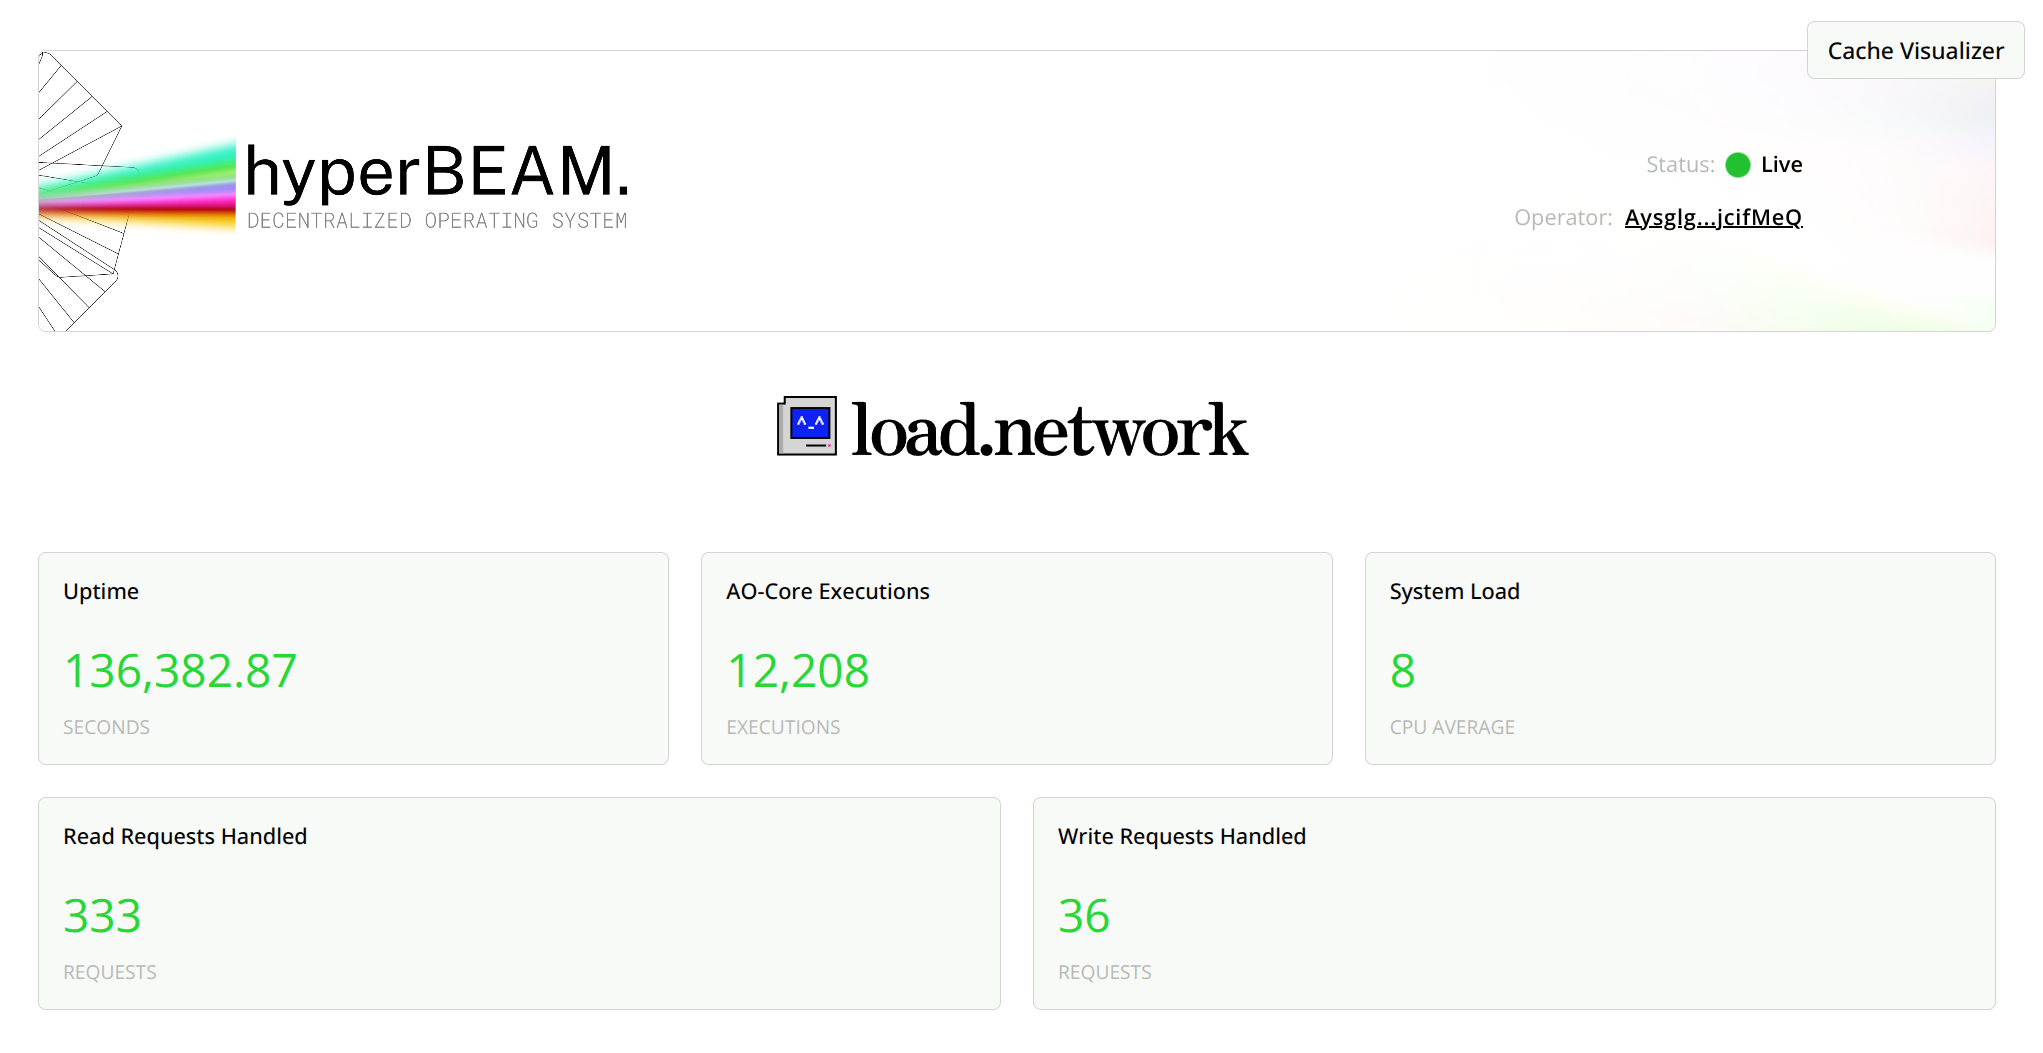 Cache Visualizer
hyperBEAM.
DECENTRALIZED OPERATING SYSTEM
Status: Live
Operator: Aysglg...jcifMeQ
^_^
load.network
Uptime
136,382.87
SECONDS
AO-Core Executions
12,208
EXECUTIONS
System Load
8
CPU AVERAGE
Read Requests Handled
333
REQUESTS
Write Requests Handled
36
REQUESTS